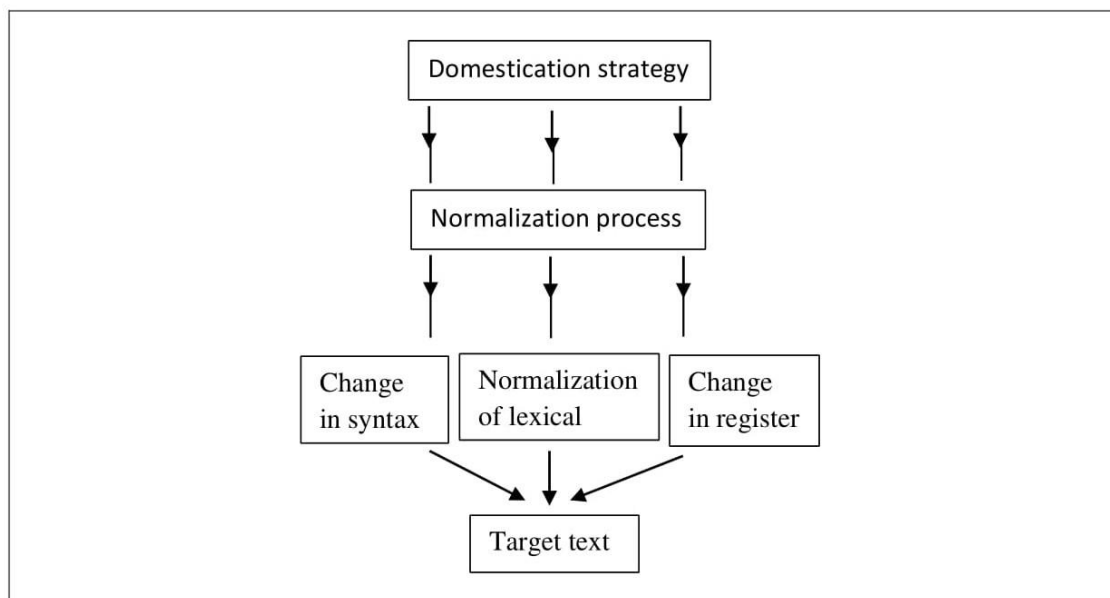 Domestication strategy
Normalization process
Change
in syntax
Normalization
of lexical
Change
in register
Target text